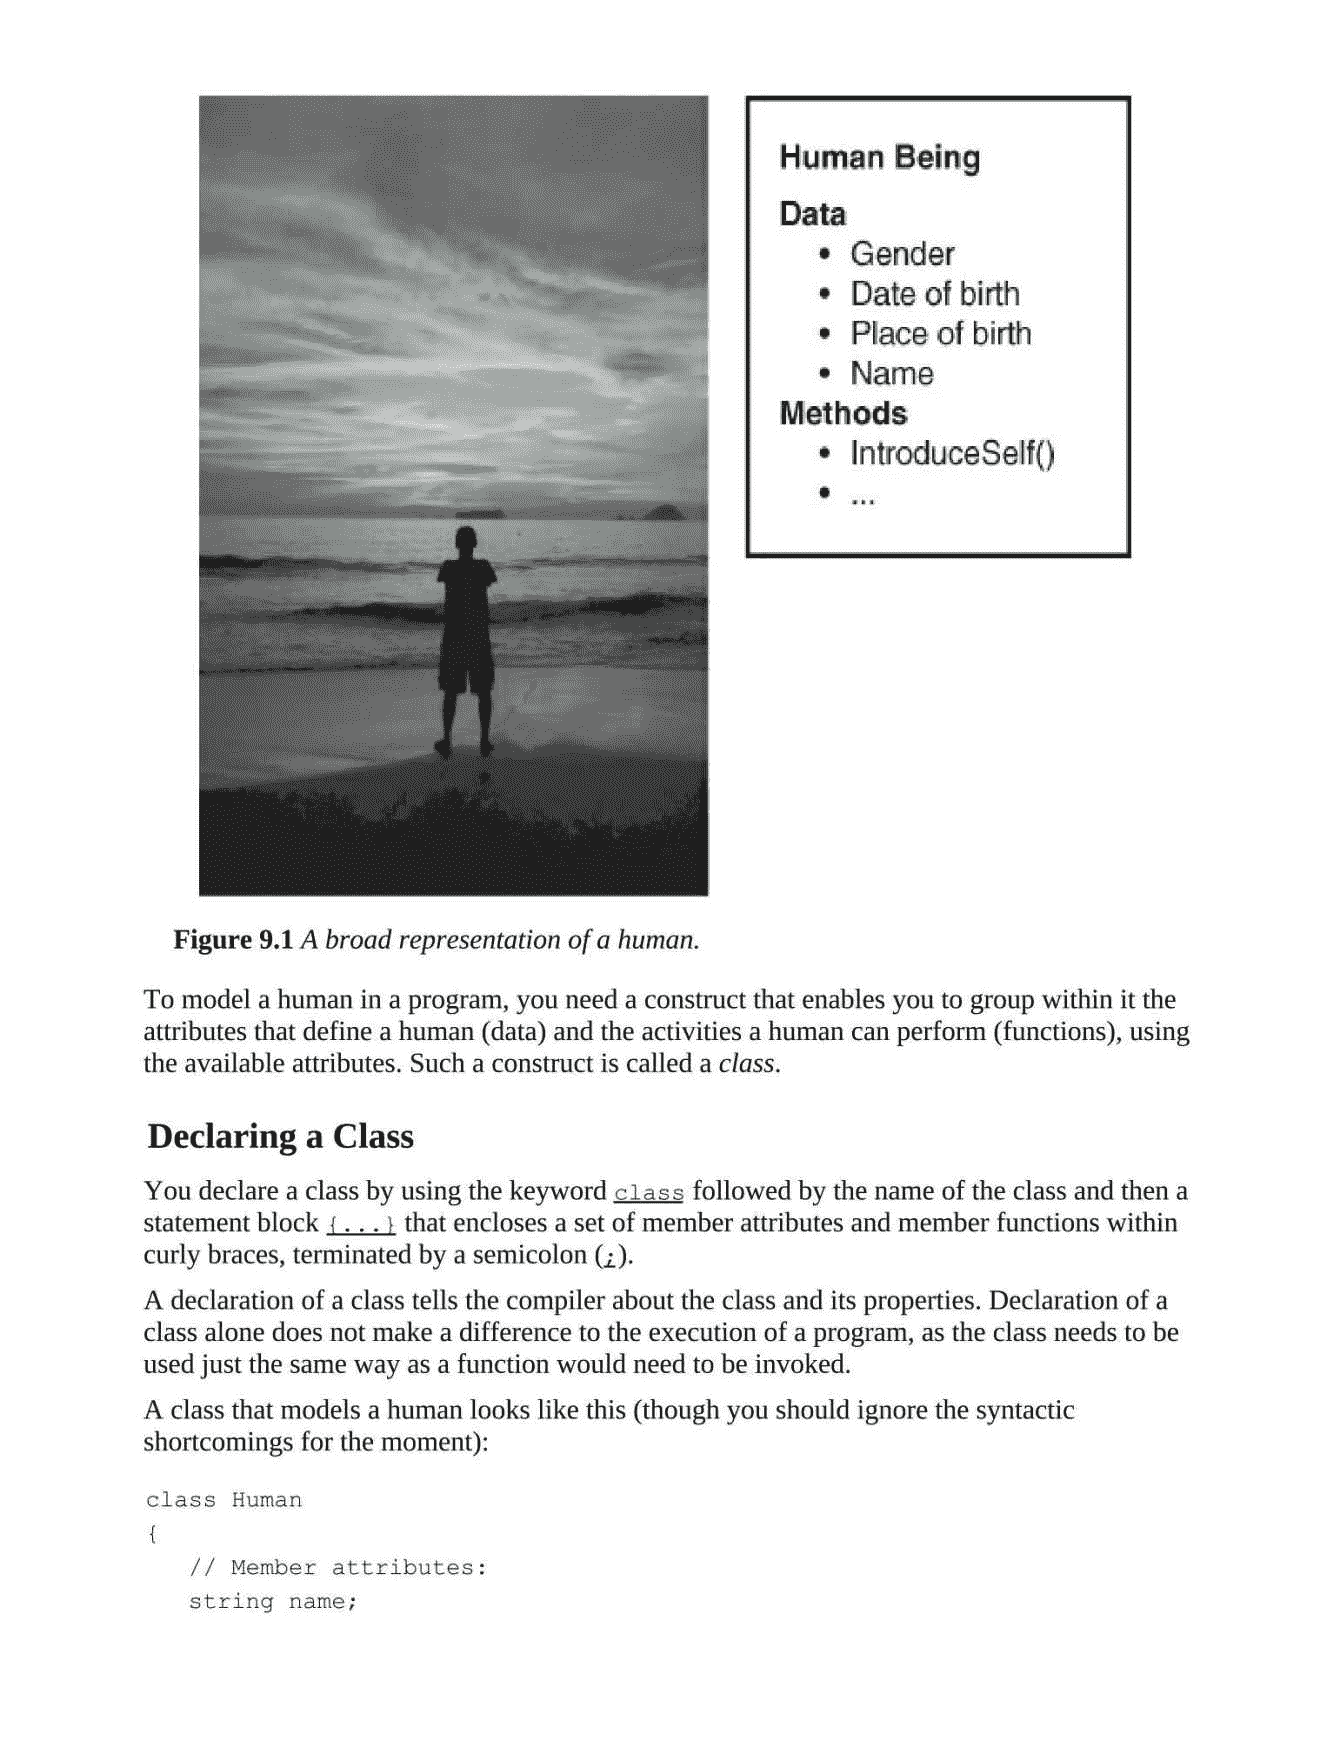 Human Being
Data
• Gender
• Date of birth
• Place of birth
• Name
Methods
• IntroduceSelf()
• ...
Figure 9.1 A broad representation of a human.
To model a human in a program, you need a construct that enables you to group within it the
attributes that define a human (data) and the activities a human can perform (functions), using
the available attributes. Such a construct is called a class.
Declaring a Class
You declare a class by using the keyword class followed by the name of the class and then a
statement block {...} that encloses a set of member attributes and member functions within
curly braces, terminated by a semicolon (;).
A declaration of a class tells the compiler about the class and its properties. Declaration of a
class alone does not make a difference to the execution of a program, as the class needs to be
used just the same way as a function would need to be invoked.
A class that models a human looks like this (though you should ignore the syntactic
shortcomings for the moment):
class Human
{
// Member attributes:
string name;